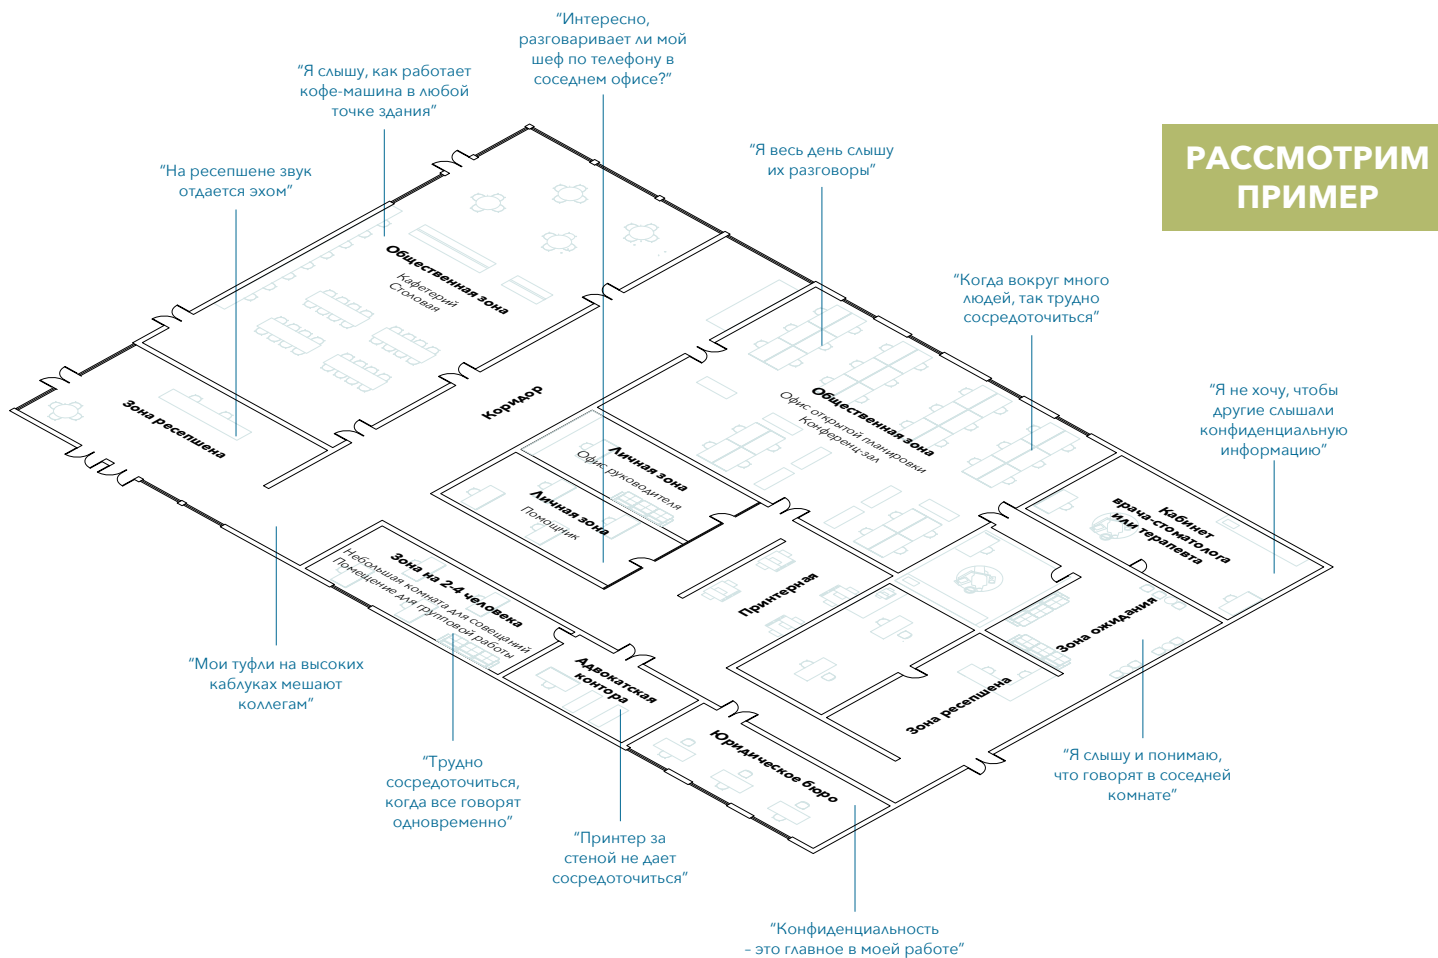 “Интересно,
разговаривает ли мой
шеф по телефону в
соседнем офисе?”
“Я слышу, как работает
кофе-машина в любой
точке здания”
“На ресепшене звук
отдается эхом”
“Я весь день слышу
их разговоры”
РАССМОТРИМ
ПРИМЕР
“Когда вокруг много
людей, так трудно
сосредоточиться”
“Я не хочу, чтобы
другие слышали
конфиденциальную
информацию”
Общественная зона
Кафетерий
Столовая
Зона ресепшена
Коридор
Общественная зона
Офис открытой планировки
Конференц-зал
Личная зона
Офис руководителя
Личная зона
Помощник
Кабинет
врача-стоматолога
или терапевта
Зона на 2-4 человека
Небольшая комната для совещаний
Помещение для групповой работы
Принтерная
Зона ожидания
Адвокатская
контора
Зона ресепшена
Юридическое бюро
“Мои туфли на высоких
каблуках мешают
коллегам”
“Трудно
сосредоточиться,
когда все говорят
одновременно”
“Принтер за
стеной не дает
сосредоточиться”
“Я слышу и понимаю,
что говорят в соседней
комнате”
“Конфиденциальность
– это главное в моей работе”